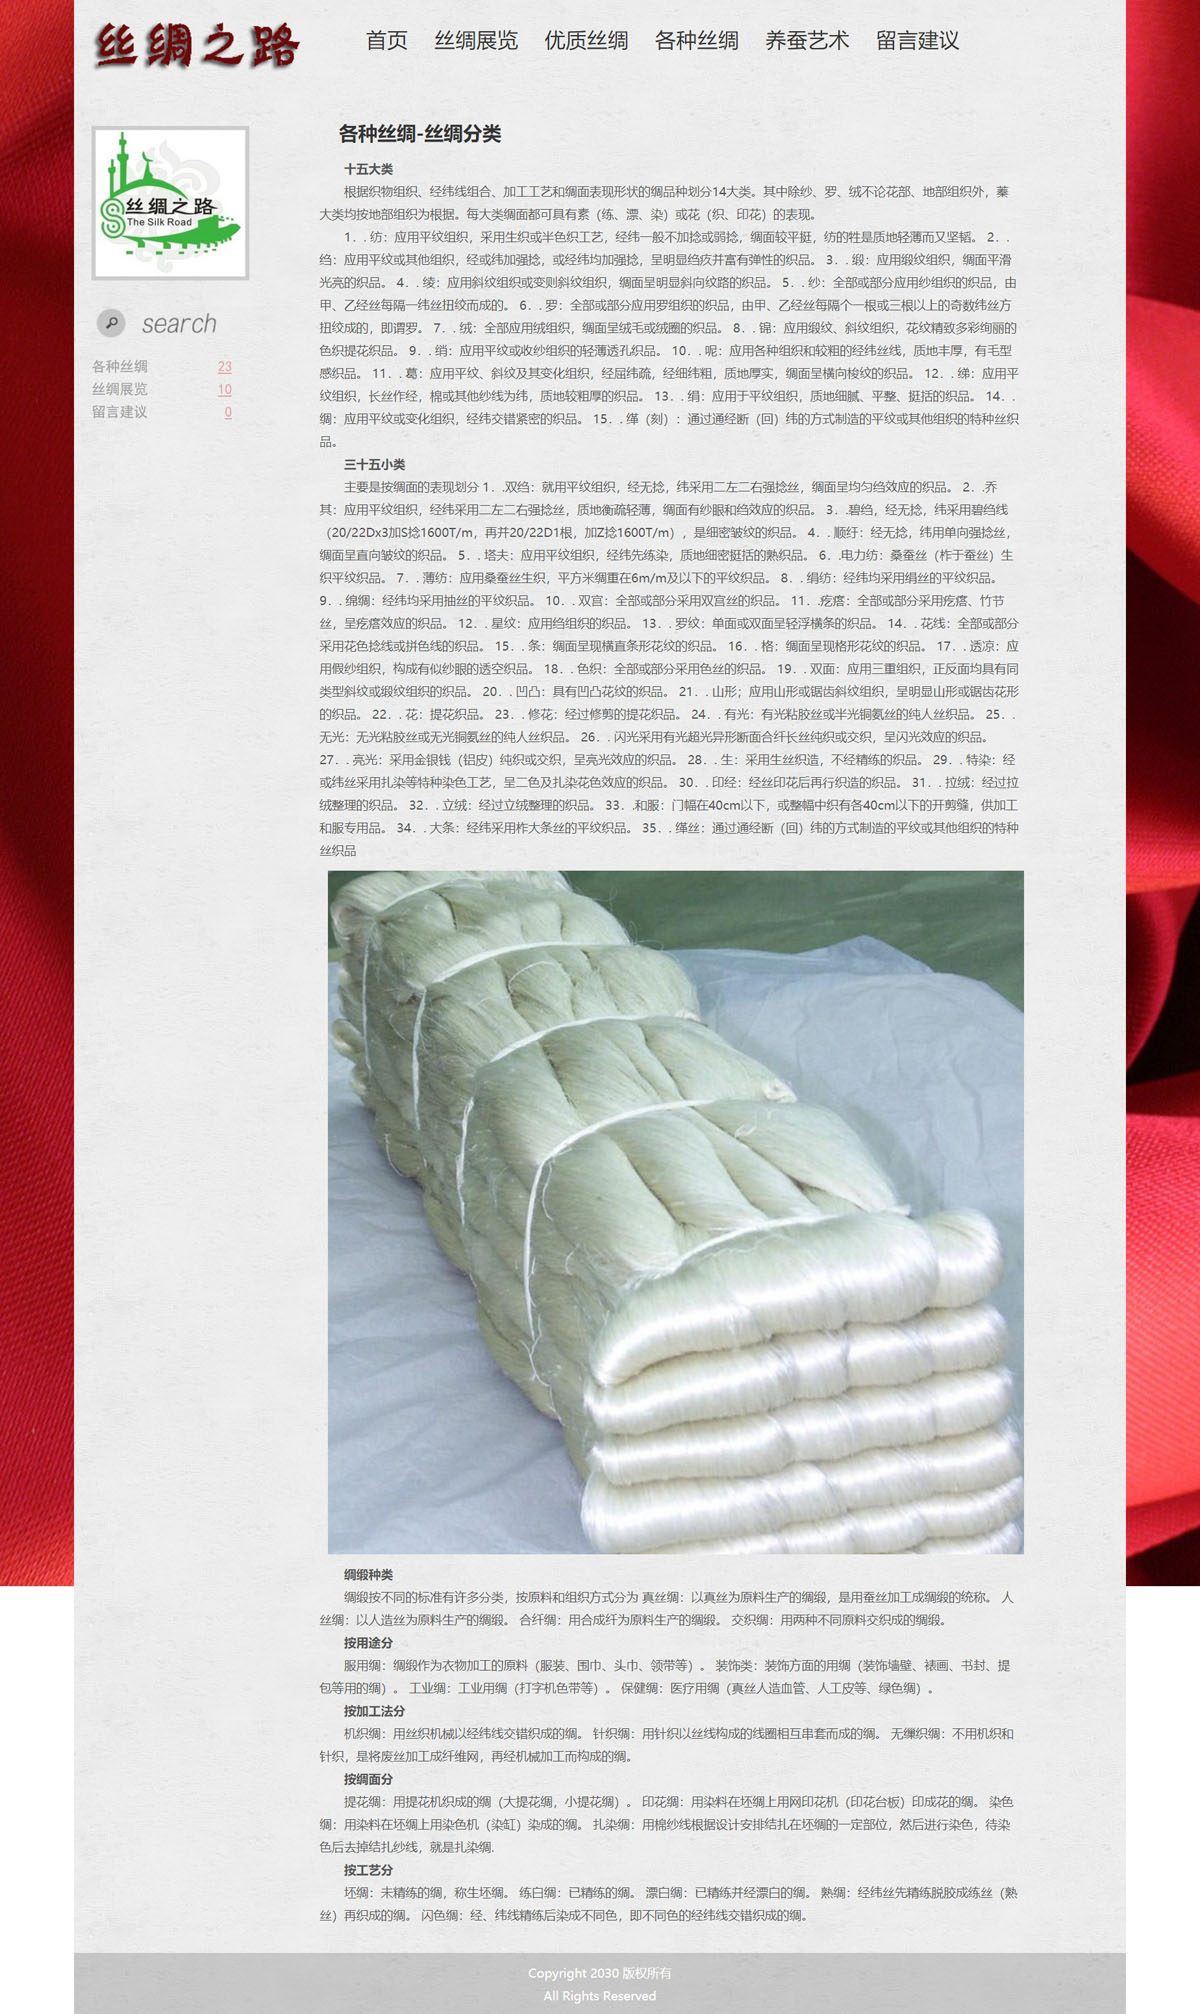 丝绸之路
首页 丝绸展览 优质丝绸 各种丝绸 养蚕艺术 留言建议
丝绸之路
The Silk Road
search
各种丝绸 23
丝绸展览 10
留言建议 0
各种丝绸-丝绸分类
十五大类
根据织物组织、经纬线组合、加工工艺和绸面表现形状的绸品种划分14大类。其中除纱、罗、绒不论花部、地部组织外，蓁
大类均按地部组织为根据。每大类绸面都可具有素（练、漂、染）或花（织、印花）的表现。
1．. 纺：应用平纹组织，采用生织或半色织工艺，经纬一般不加捻或弱捻，绸面较平挺，纺的牲是质地轻薄而又坚韬。 2．.
绉：应用平纹或其他组织，经或纬加强捻，或经纬均加强捻，呈明显绉疚并富有弹性的织品。 3．. 缎：应用缎纹组织，绸面平滑
光亮的织品。 4．. 绫：应用斜纹组织或变则斜纹组织，绸面呈明显斜向纹路的织品。 5．. 纱：全部或部分应用纱组织的织品，由
甲、乙经丝每隔一纬丝扭绞而成的。 6．. 罗：全部或部分应用罗组织的织品，由甲、乙经丝每隔个一根或三根以上的奇数纬丝方
扭绞成的，即谓罗。 7．. 绒：全部应用绒组织，绸面呈绒毛或绒圈的织品。 8．. 锦：应用缎纹、斜纹组织，花纹精致多彩绚丽的
色织提花织品。 9．. 绡：应用平纹或收纱组织的轻薄透孔织品。 10．. 呢：应用各种组织和较粗的经纬丝线，质地丰厚，有毛型
感织品。 11．. 葛：应用平纹、斜纹及其变化组织，经屈纬疏，经细纬粗，质地厚实，绸面呈横向梭纹的织品。 12．. 绨：应用平
纹组织，长丝作经，棉或其他纱线为纬，质地较粗厚的织品。 13．. 绢：应用于平纹组织，质地细腻、平整、挺括的织品。 14．.
绸：应用平纹或变化组织，经纬交错紧密的织品。 15．. 缂（刻）：通过通经断（回）纬的方式制造的平纹或其他组织的特种丝织
品。
三十五小类
主要是按绸面的表现划分 1．.双绉：就用平纹组织，经无捻，纬采用二左二右强捻丝，绸面呈均匀绉效应的织品。 2．.乔
其：应用平纹组织，经纬采用二左二右强捻丝，质地衡疏轻薄，绸面有纱眼和绉效应的织品。 3．.碧绉，经无捻，纬采用碧绉线
（20/22Dx3加S捻1600T/m，再并20/22D1根，加Z捻1600T/m），是细密皱纹的织品。 4．. 顺纡：经无捻，纬用单向强捻丝，
绸面呈直向皱纹的织品。 5．. 塔夫：应用平纹组织，经纬先练染，质地细密挺括的熟织品。 6．.电力纺：桑蚕丝（柞于蚕丝）生
织平纹织品。 7．. 薄纺：应用桑蚕丝生织，平方米绸重在6m/m及以下的平纹织品。 8．. 绢纺：经纬均采用绢丝的平纹织品。
9．. 绵绸：经纬均采用抽丝的平纹织品。 10．. 双宫：全部或部分采用双宫丝的织品。 11．.疙瘩：全部或部分采用疙瘩、竹节
丝，呈疙瘩效应的织品。 12．. 星纹：应用绉组织的织品。 13．. 罗纹：单面或双面呈轻浮横条的织品。 14．. 花线：全部或部分
采用花色捻线或拼色线的织品。 15．. 条：绸面呈现横直条形花纹的织品。 16．. 格：绸面呈现格形花纹的织品。 17．. 透凉：应
用假纱组织，构成有似纱眼的透空织品。 18．. 色织：全部或部分采用色丝的织品。 19．. 双面：应用三重组织，正反面均具有同
类型斜纹或缎纹组织的织品。 20．. 凹凸：具有凹凸花纹的织品。 21．. 山形；应用山形或锯齿斜纹组织，呈明显山形或锯齿花形
的织品。 22．. 花：提花织品。 23．. 修花：经过修剪的提花织品。 24．. 有光：有光粘胶丝或半光铜氨丝的纯人丝织品。 25．.
无光：无光粘胶丝或无光铜氨丝的纯人丝织品。 26．. 闪光采用有光超光异形断面合纤长丝纯织或交织，呈闪光效应的织品。
27．. 亮光：采用金银钱（铝皮）纯织或交织，呈亮光效应的织品。 28．. 生：采用生丝织造，不经精练的织品。 29．. 特染：经
或纬丝采用扎染等特种染色工艺，呈二色及扎染花色效应的织品。 30．. 印经：经丝印花后再行织造的织品。 31．. 拉绒：经过拉
绒整理的织品。 32．. 立绒：经过立绒整理的织品。 33．.和服：门幅在40cm以下，或整幅中织有各40cm以下的开剪缝，供加工
和服专用品。 34．. 大条：经纬采用柞大条丝的平纹织品。 35．. 缂丝：通过通经断（回）纬的方式制造的平纹或其他组织的特种
丝织品
绸缎种类
绸缎按不同的标准有许多分类，按原料和组织方式分为 真丝绸：以真丝为原料生产的绸缎，是用蚕丝加工成绸缎的统称。 人
丝绸：以人造丝为原料生产的绸缎。 合纤绸：用合成纤为原料生产的绸缎。 交织绸：用两种不同原料交织成的绸缎。
按用途分
服用绸：绸缎作为衣物加工的原料（服装、围巾、头巾、领带等）。 装饰类：装饰方面的用绸（装饰墙壁、裱画、书封、提
包等用的绸）。 工业绸：工业用绸（打字机色带等）。 保健绸：医疗用绸（真丝人造血管、人工皮等、绿色绸）。
按加工法分
机织绸：用丝织机械以经纬线交错织成的绸。 针织绸：用针织以丝线构成的线圈相互串套而成的绸。 无缫织绸：不用机织和
针织，是将废丝加工成纤维网，再经机械加工而构成的绸。
按绸面分
提花绸：用提花机织成的绸（大提花绸，小提花绸）。 印花绸：用染料在坯绸上用网印花机（印花台板）印成花的绸。 染色
绸：用染料在坯绸上用染色机（染缸）染成的绸。 扎染绸：用棉纱线根据设计安排结扎在坯绸的一定部位，然后进行染色，待染
色后去掉结扎纱线，就是扎染绸.
按工艺分
坯绸：未精练的绸，称生坯绸。 练白绸：已精练的绸。 漂白绸：已精练并经漂白的绸。 熟绸：经纬丝先精练脱胶成练丝（熟
丝）再织成的绸。 闪色绸：经、纬线精练后染成不同色，即不同色的经纬线交错织成的绸。
Copyright 2030 版权所有
All Rights Reserved